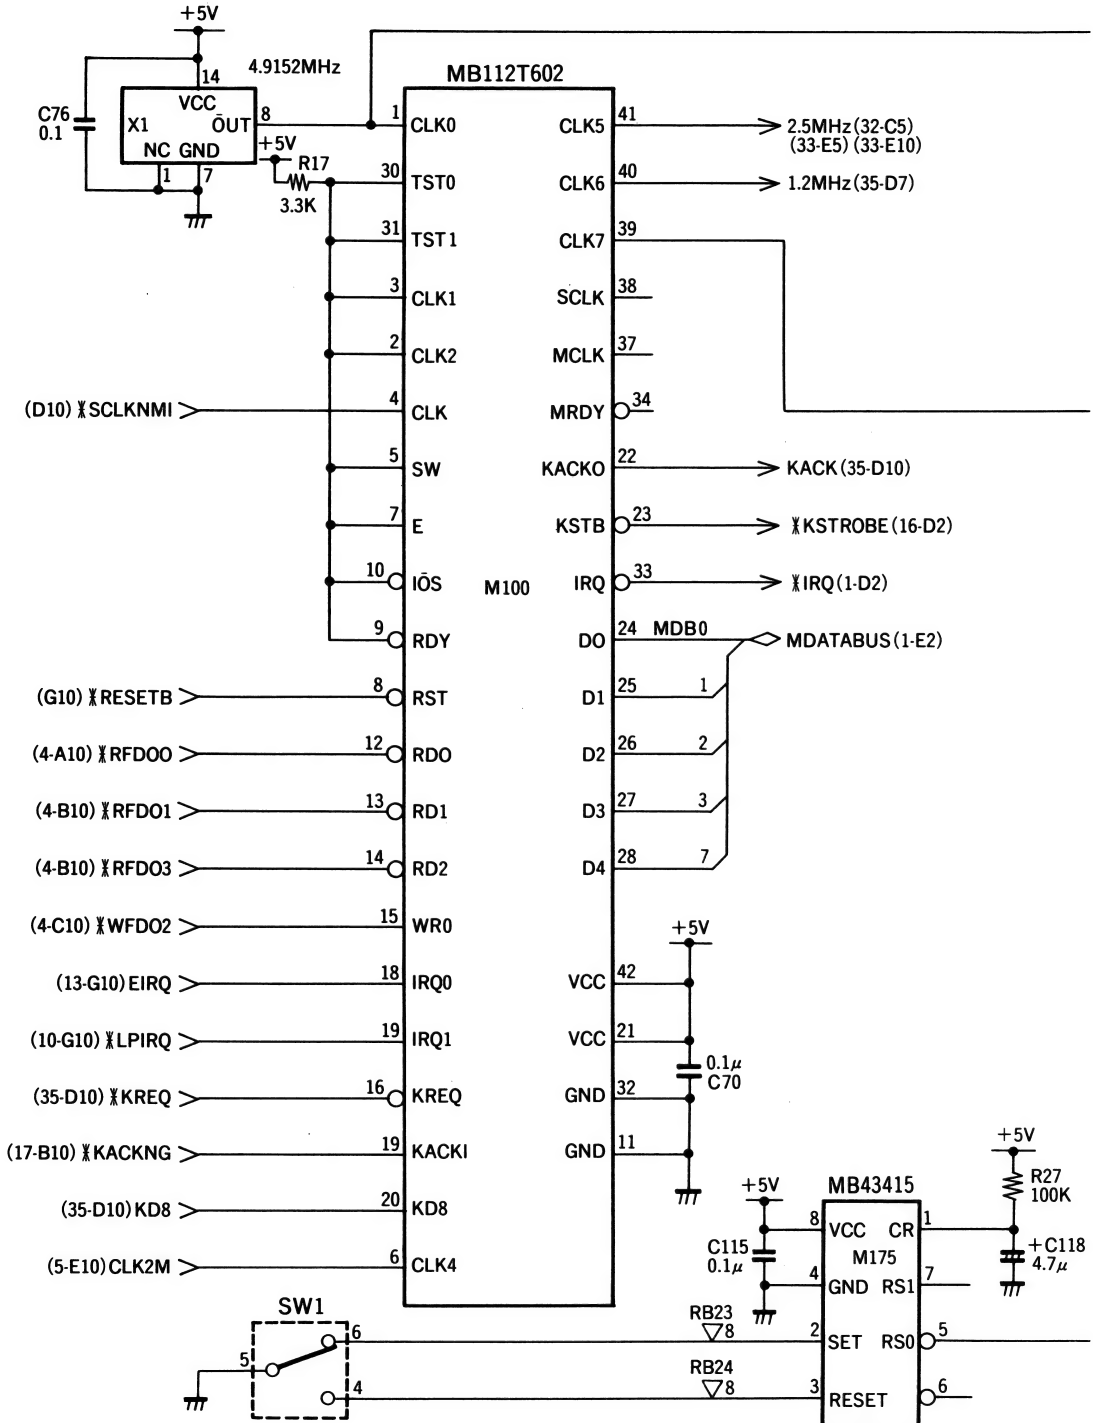 +5V
14
4.9152MHz
MB112T602
C76
0.1
X1
VCC
OUT
8
NC GND
1
7
+5V
R17
3.3K
1 CLK0
30 TST0
31 TST1
3 CLK1
2 CLK2
(D10) *SCLKNMI 4 CLK
5 SW
7 E
10 IOS
9 RDY
(G10) *RESETB 8 RST
(4-A10) *RFDO0 12 RD0
(4-B10) *RFDO1 13 RD1
(4-B10) *RFDO3 14 RD2
(4-C10) *WFDO2 15 WR0
(13-G10) EIRQ 18 IRQ0
(10-G10) *LPIRQ 19 IRQ1
(35-D10) *KREQ 16 KREQ
(17-B10) *KACKNG 19 KACKI
(35-D10) KD8 20 KD8
(5-E10) CLK2M 6 CLK4
M100
CLK5 41 2.5MHz (32-C5)
(33-E5) (33-E10)
CLK6 40 1.2MHz (35-D7)
CLK7 39
SCLK 38
MCLK 37
MRDY 34
KACKO 22 KACK (35-D10)
KSTB 23 *KSTROBE (16-D2)
IRQ 33 *IRQ (1-D2)
D0 24 MDB0 MDATABUS (1-E2)
D1 25 1
D2 26 2
D3 27 3
D4 28 7
+5V
VCC 42
VCC 21
0.1μ
C70
GND 32
GND 11
+5V
MB43415
+5V
R27
100K
8 VCC CR 1
M175
C115
0.1μ
+C118
4.7μ
4 GND RS1 7
SW1
5
6 RB23 8 2 SET RS0 5
4 RB24 8 3 RESET 6